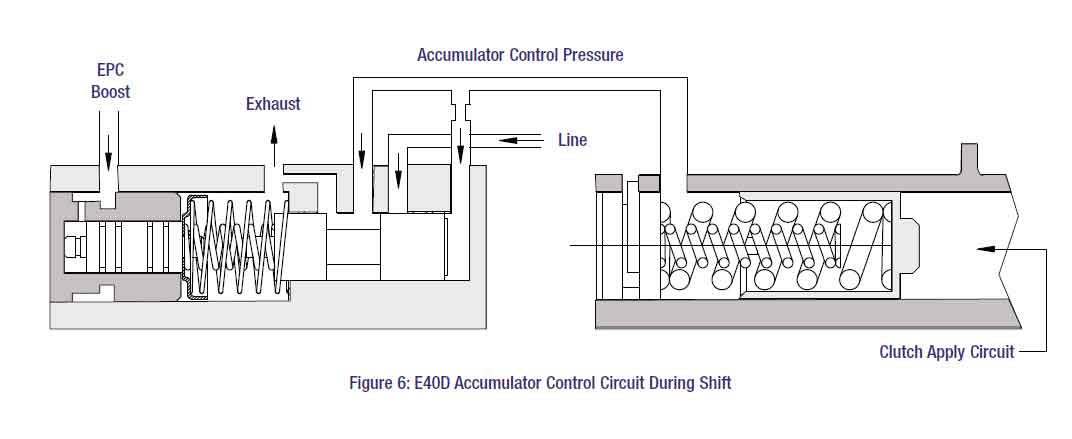 Accumulator Control Pressure
EPC
Boost
Exhaust
Line
Clutch Apply Circuit
Figure 6: E40D Accumulator Control Circuit During Shift